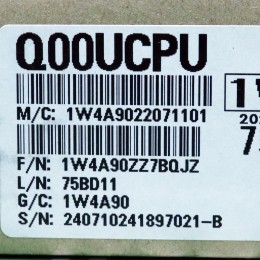 Q00UCPU
M/C: 1W4A9022071101
F/N: 1W4A90ZZ7BQJZ
L/N: 75BD11
G/C: 1W4A90
S/N: 240710241897021-B